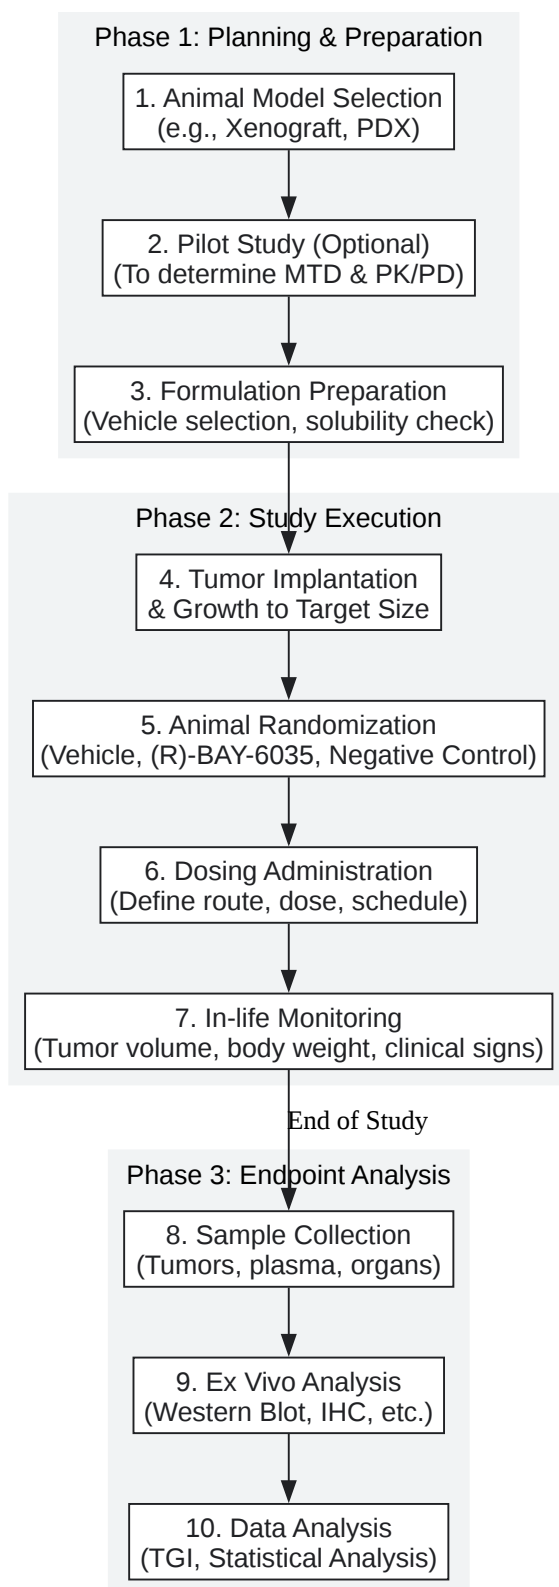 Phase 1: Planning & Preparation
1. Animal Model Selection
(e.g., Xenograft, PDX)
2. Pilot Study (Optional)
(To determine MTD & PK/PD)
3. Formulation Preparation
(Vehicle selection, solubility check)
Phase 2: Study Execution
4. Tumor Implantation
& Growth to Target Size
5. Animal Randomization
(Vehicle, (R)-BAY-6035, Negative Control)
6. Dosing Administration
(Define route, dose, schedule)
7. In-life Monitoring
(Tumor volume, body weight, clinical signs)
End of Study
Phase 3: Endpoint Analysis
8. Sample Collection
(Tumors, plasma, organs)
9. Ex Vivo Analysis
(Western Blot, IHC, etc.)
10. Data Analysis
(TGI, Statistical Analysis)